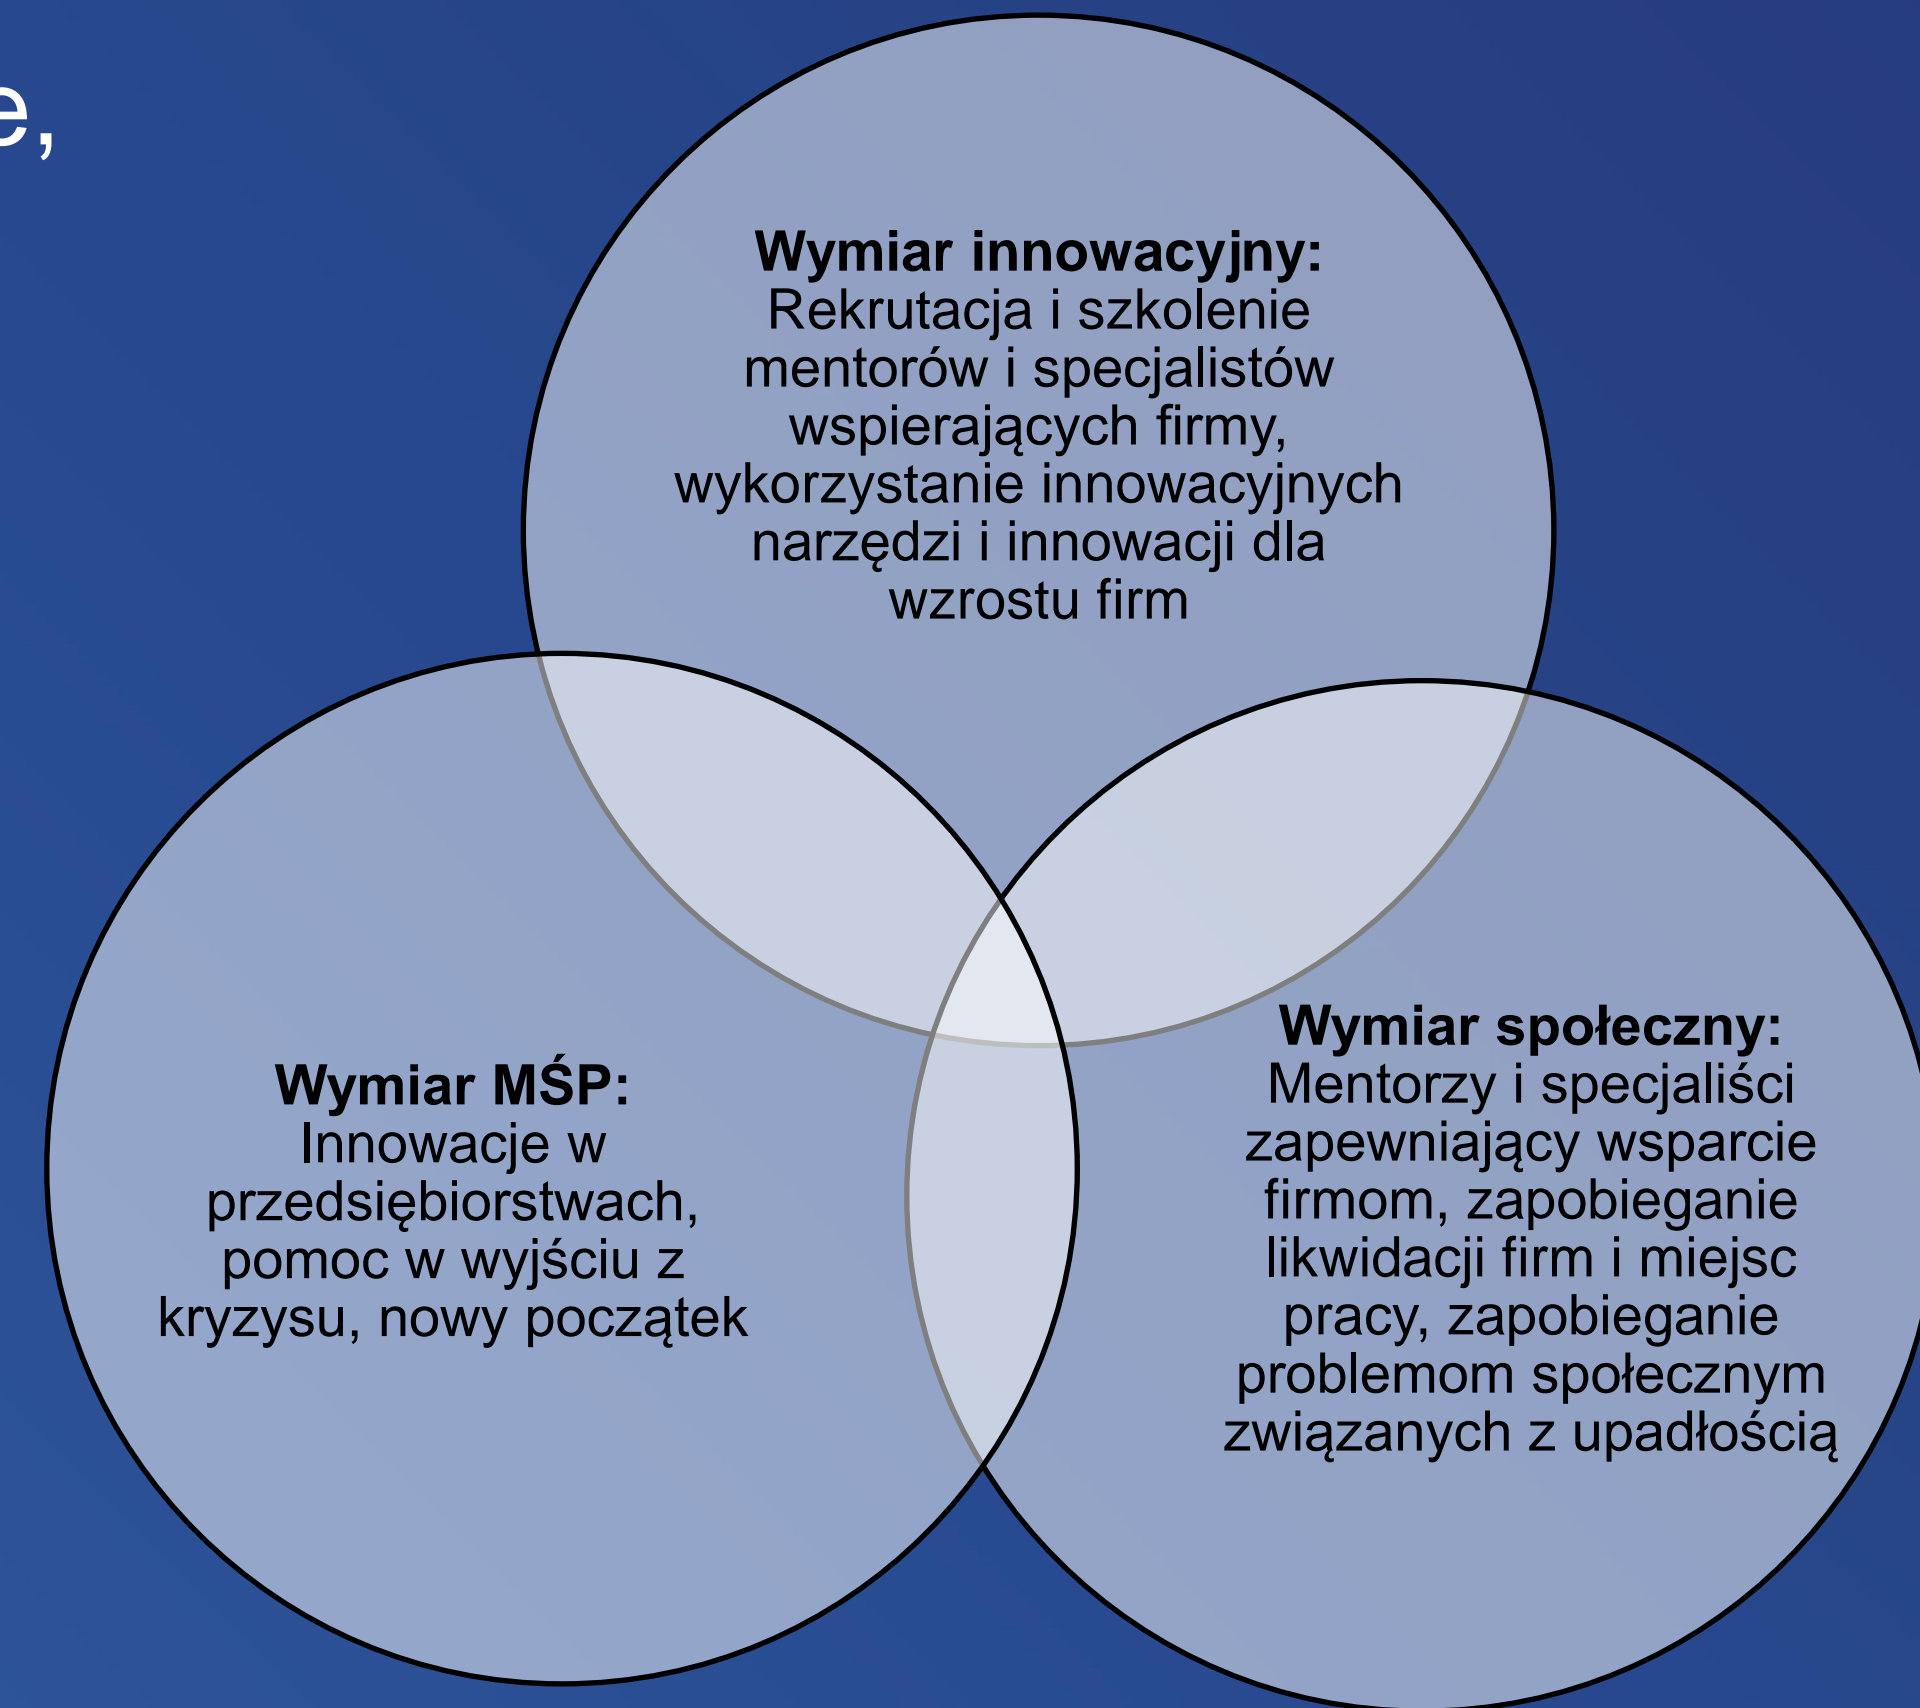 e,
Wymiar innowacyjny:
Rekrutacja i szkolenie
mentorów i specjalistów
wspierających firmy,
wykorzystanie innowacyjnych
narzędzi i innowacji dla
wzrostu firm
Wymiar MŚP:
Innowacje w
przedsiębiorstwach,
pomoc w wyjściu z
kryzysu, nowy początek
Wymiar społeczny:
Mentorzy i specjaliści
zapewniający wsparcie
firmom, zapobieganie
likwidacji firm i miejsc
pracy, zapobieganie
problemom społecznym
związanych z upadłością